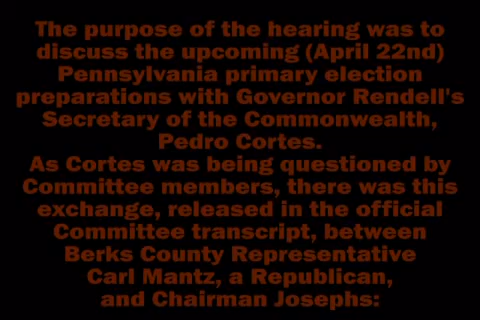 The purpose of the hearing was to
discuss the upcoming (April 22nd)
Pennsylvania primary election
preparations with Governor Rendell's
Secretary of the Commonwealth,
Pedro Cortes.
As Cortes was being questioned by
Committee members, there was this
exchange, released in the official
Committee transcript, between
Berks County Representative
Carl Mantz, a Republican,
and Chairman Josephs: